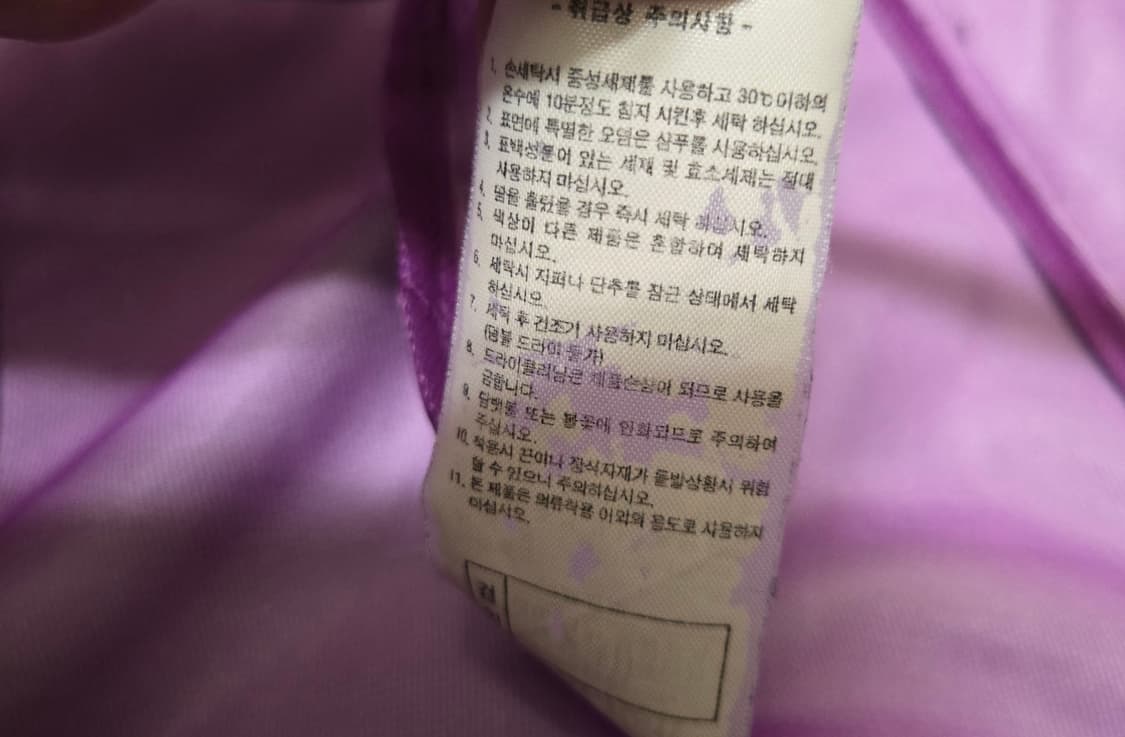 - 취급상 주의사항 -
1. 손세탁시 중성세제를 사용하고 30℃이하의
온수에 10분정도 침지 시킨후 세탁 하십시오.
2. 표면에 특별한 오염은 샴푸를 사용하십시오.
3. 표백성분이 있는 세재 및 효소세제는 절대
사용하지 마십시오.
4. 땀을 흘렸을 경우 즉시 세탁 하십시오.
5. 색상이 다른 제품은 혼합하여 세탁하지
마십시오.
6. 세탁시 지퍼나 단추를 잠근 상태에서 세탁
하십시오.
7. 세탁 후 건조기 사용하지 마십시오.
(텀블 드라이 불가)
8. 드라이클리닝은 제품손상이 되므로 사용을
금합니다.
9. 담뱃불 또는 불꽃에 인화되므로 주의하여
주십시오.
10. 착용시 끈이나 장식자재가 돌발상황시 위험
할 수 있으니 주의하십시오.
11. 본 제품은 의류착용 이외의 용도로 사용하지
마십시오.